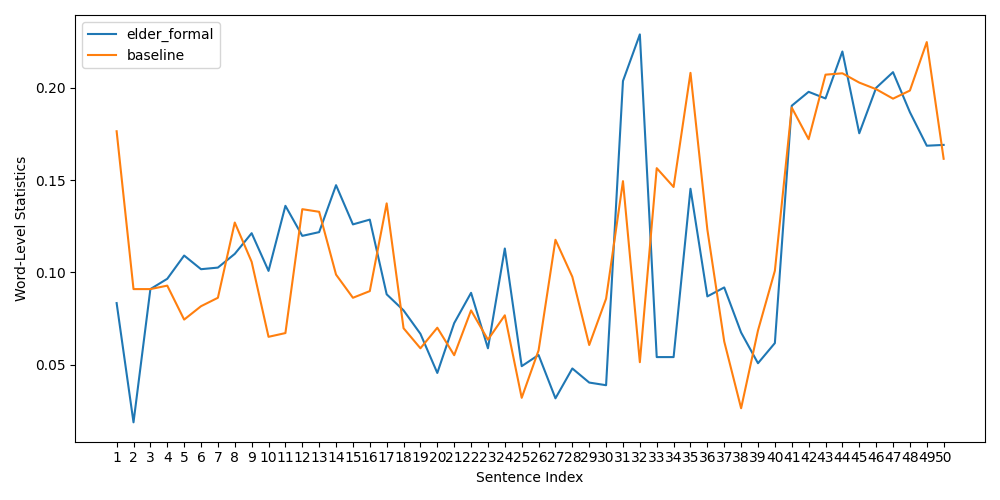 elder_formal
baseline
0.20
0.15
0.10
0.05
Word-Level Statistics
1 2 3 4 5 6 7 8 9 10 11 12 13 14 15 16 17 18 19 20 21 22 23 24 25 26 27 28 29 30 31 32 33 34 35 36 37 38 39 40 41 42 43 44 45 46 47 48 49 50
Sentence Index